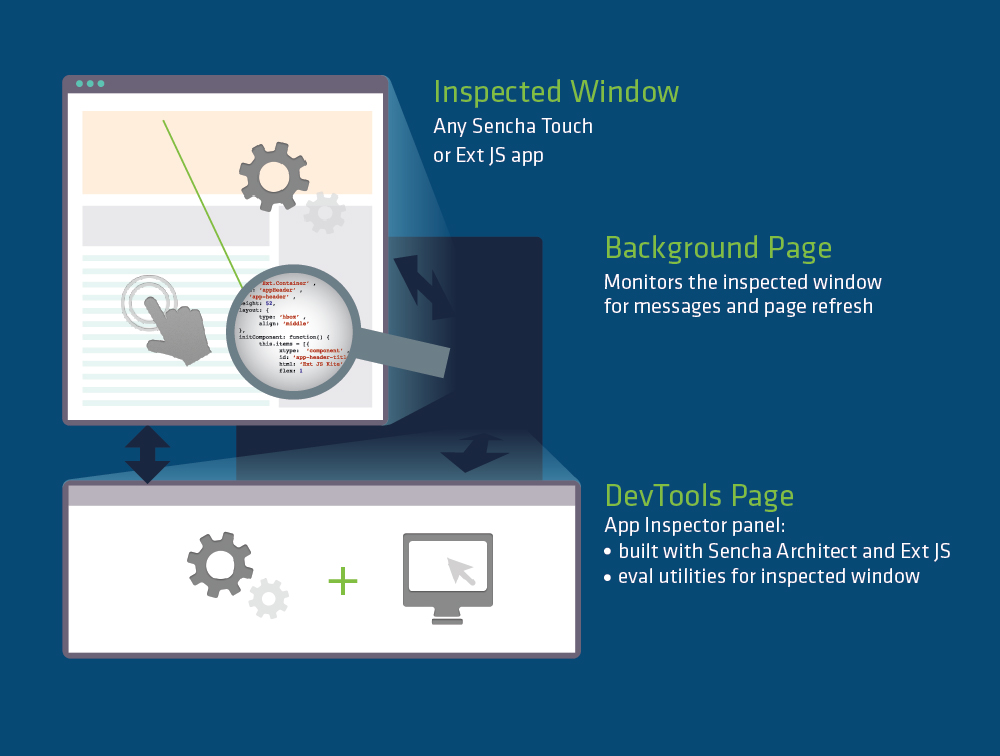 Inspected Window
Any Sencha Touch
or Ext JS app
Background Page
Monitors the inspected window
for messages and page refresh
Ext.Container' ,
'appHeader' ,
'app-header' ,
eight: 52,
layout: {
type: 'hbox' ,
align: 'middle'
},
initComponent: function() {
this.items = [{
xtype: 'component' ,
id: 'app-header-titl
html: 'Ext JS Kitc
flex: 1
DevTools Page
App Inspector panel:
• built with Sencha Architect and Ext JS
• eval utilities for inspected window